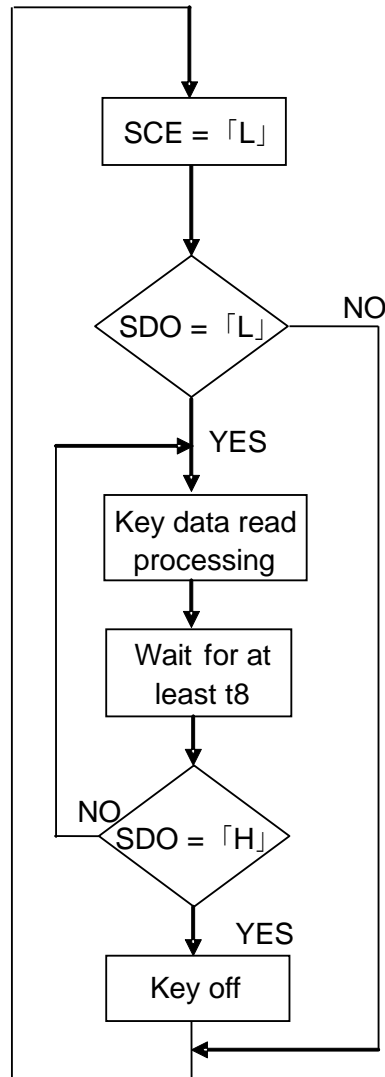 SCE = 「L」
SDO = 「L」
NO
YES
Key data read
processing
Wait for at
least t8
NO
SDO = 「H」
YES
Key off